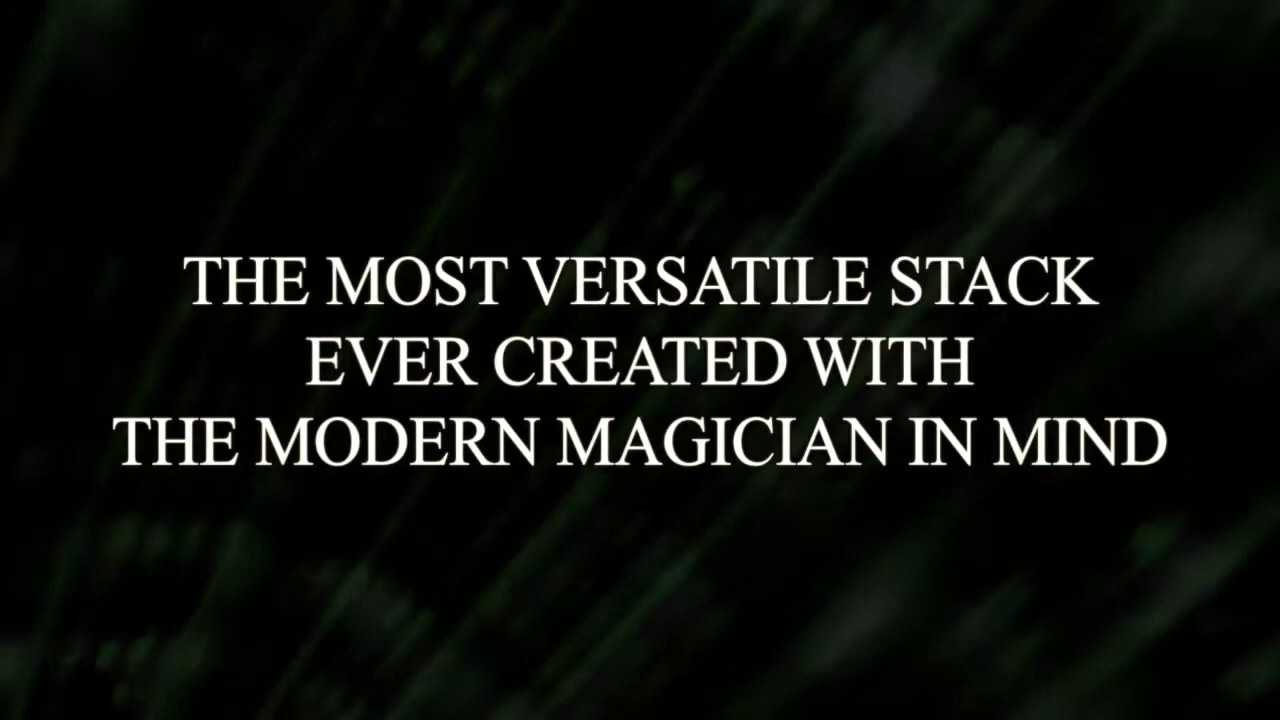 THE MOST VERSATILE STACK
EVER CREATED WITH
THE MODERN MAGICIAN IN MIND